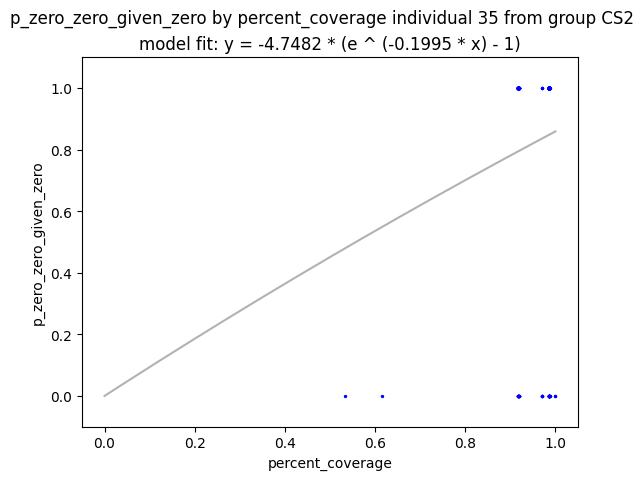 p_zero_zero_given_zero by percent_coverage individual 35 from group CS2
model fit: y = -4.7482 * (e ^ (-0.1995 * x) - 1)
1.0
0.8
0.6
0.4
0.2
0.0
p_zero_zero_given_zero
0.0 0.2 0.4 0.6 0.8 1.0
percent_coverage